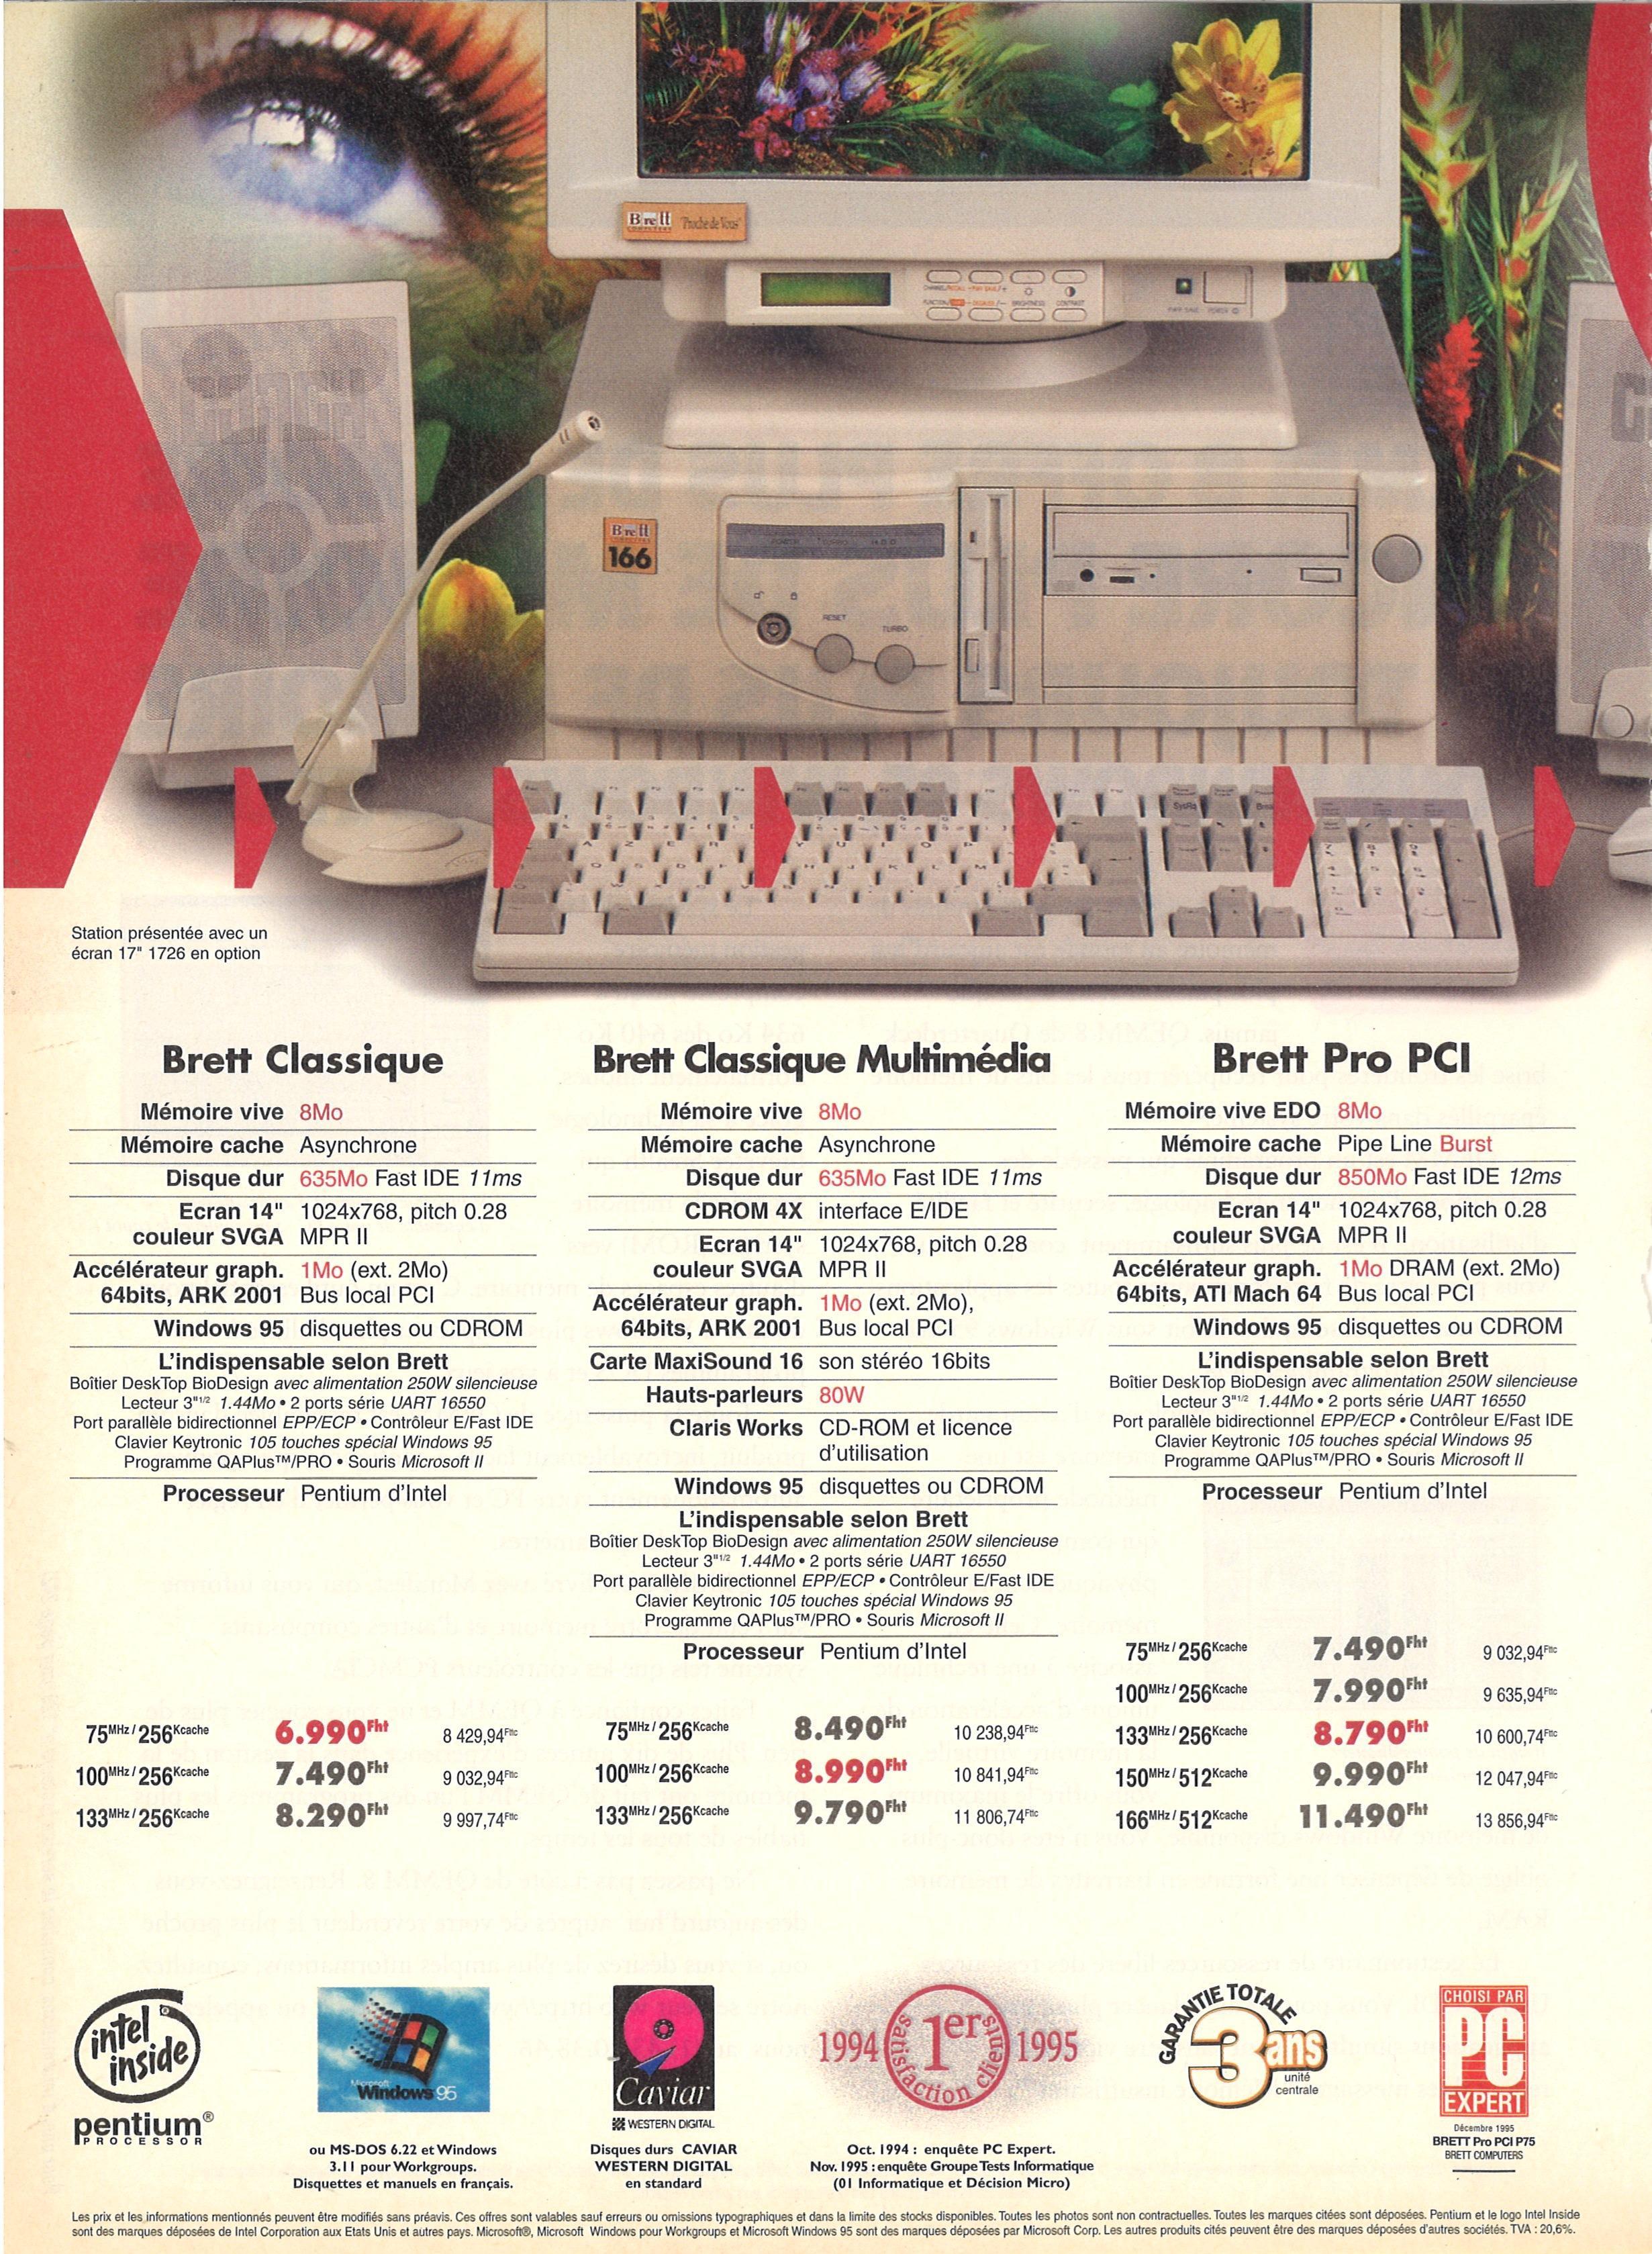 Brett
COMPUTERS
"Proche de Vous"
BRIGHTNESS
CONTRAST
POWER
Brett
COMPUTERS
166
POWER TURBO H.D.D
RESET
TURBO
SysRq
Station présentée avec un
écran 17" 1726 en option
Brett Classique
Mémoire vive 8Mo
Mémoire cache Asynchrone
Disque dur 635Mo Fast IDE 11ms
Ecran 14" 1024x768, pitch 0.28
couleur SVGA MPR II
Accélérateur graph. 1Mo (ext. 2Mo)
64bits, ARK 2001 Bus local PCI
Windows 95 disquettes ou CDROM
L'indispensable selon Brett
Boîtier DeskTop BioDesign avec alimentation 250W silencieuse
Lecteur 3"1/2 1.44Mo • 2 ports série UART 16550
Port parallèle bidirectionnel EPP/ECP • Contrôleur E/Fast IDE
Clavier Keytronic 105 touches spécial Windows 95
Programme QAPlus™/PRO • Souris Microsoft II
Processeur Pentium d'Intel
75MHz/256Kcache 6.990Fht 8 429,94Fttc
100MHz/256Kcache 7.490Fht 9 032,94Fttc
133MHz/256Kcache 8.290Fht 9 997,74Fttc
Brett Classique Multimédia
Mémoire vive 8Mo
Mémoire cache Asynchrone
Disque dur 635Mo Fast IDE 11ms
CDROM 4X interface E/IDE
Ecran 14" 1024x768, pitch 0.28
couleur SVGA MPR II
Accélérateur graph. 1Mo (ext. 2Mo),
64bits, ARK 2001 Bus local PCI
Carte MaxiSound 16 son stéréo 16bits
Hauts-parleurs 80W
Claris Works CD-ROM et licence
d'utilisation
Windows 95 disquettes ou CDROM
L'indispensable selon Brett
Boîtier DeskTop BioDesign avec alimentation 250W silencieuse
Lecteur 3"1/2 1.44Mo • 2 ports série UART 16550
Port parallèle bidirectionnel EPP/ECP • Contrôleur E/Fast IDE
Clavier Keytronic 105 touches spécial Windows 95
Programme QAPlus™/PRO • Souris Microsoft II
Processeur Pentium d'Intel
75MHz/256Kcache 8.490Fht 10 238,94Fttc
100MHz/256Kcache 8.990Fht 10 841,94Fttc
133MHz/256Kcache 9.790Fht 11 806,74Fttc
Brett Pro PCI
Mémoire vive EDO 8Mo
Mémoire cache Pipe Line Burst
Disque dur 850Mo Fast IDE 12ms
Ecran 14" 1024x768, pitch 0.28
couleur SVGA MPR II
Accélérateur graph. 1Mo DRAM (ext. 2Mo)
64bits, ATI Mach 64 Bus local PCI
Windows 95 disquettes ou CDROM
L'indispensable selon Brett
Boîtier DeskTop BioDesign avec alimentation 250W silencieuse
Lecteur 3"1/2 1.44Mo • 2 ports série UART 16550
Port parallèle bidirectionnel EPP/ECP • Contrôleur E/Fast IDE
Clavier Keytronic 105 touches spécial Windows 95
Programme QAPlus™/PRO • Souris Microsoft II
Processeur Pentium d'Intel
75MHz/256Kcache 7.490Fht 9 032,94Fttc
100MHz/256Kcache 7.990Fht 9 635,94Fttc
133MHz/256Kcache 8.790Fht 10 600,74Fttc
150MHz/512Kcache 9.990Fht 12 047,94Fttc
166MHz/512Kcache 11.490Fht 13 856,94Fttc
intel
inside
pentium®
PROCESSOR
Microsoft
Windows 95
ou MS-DOS 6.22 et Windows
3.11 pour Workgroups.
Disquettes et manuels en français.
Caviar
WESTERN DIGITAL
Disques durs CAVIAR
WESTERN DIGITAL
en standard
1994 1er 1995
satisfaction clients
Oct. 1994 : enquête PC Expert.
Nov. 1995 : enquête Groupe Tests Informatique
(01 Informatique et Décision Micro)
GARANTIE TOTALE
3 ans
unité
centrale
CHOISI PAR
PC
EXPERT
Décembre 1995
BRETT Pro PCI P75
BRETT COMPUTERS
Les prix et les informations mentionnés peuvent être modifiés sans préavis. Ces offres sont valables sauf erreurs ou omissions typographiques et dans la limite des stocks disponibles. Toutes les photos sont non contractuelles. Toutes les marques citées sont déposées. Pentium et le logo Intel Inside
sont des marques déposées de Intel Corporation aux Etats Unis et autres pays. Microsoft®, Microsoft Windows pour Workgroups et Microsoft Windows 95 sont des marques déposées par Microsoft Corp. Les autres produits cités peuvent être des marques déposées d'autres sociétés. TVA : 20,6%.